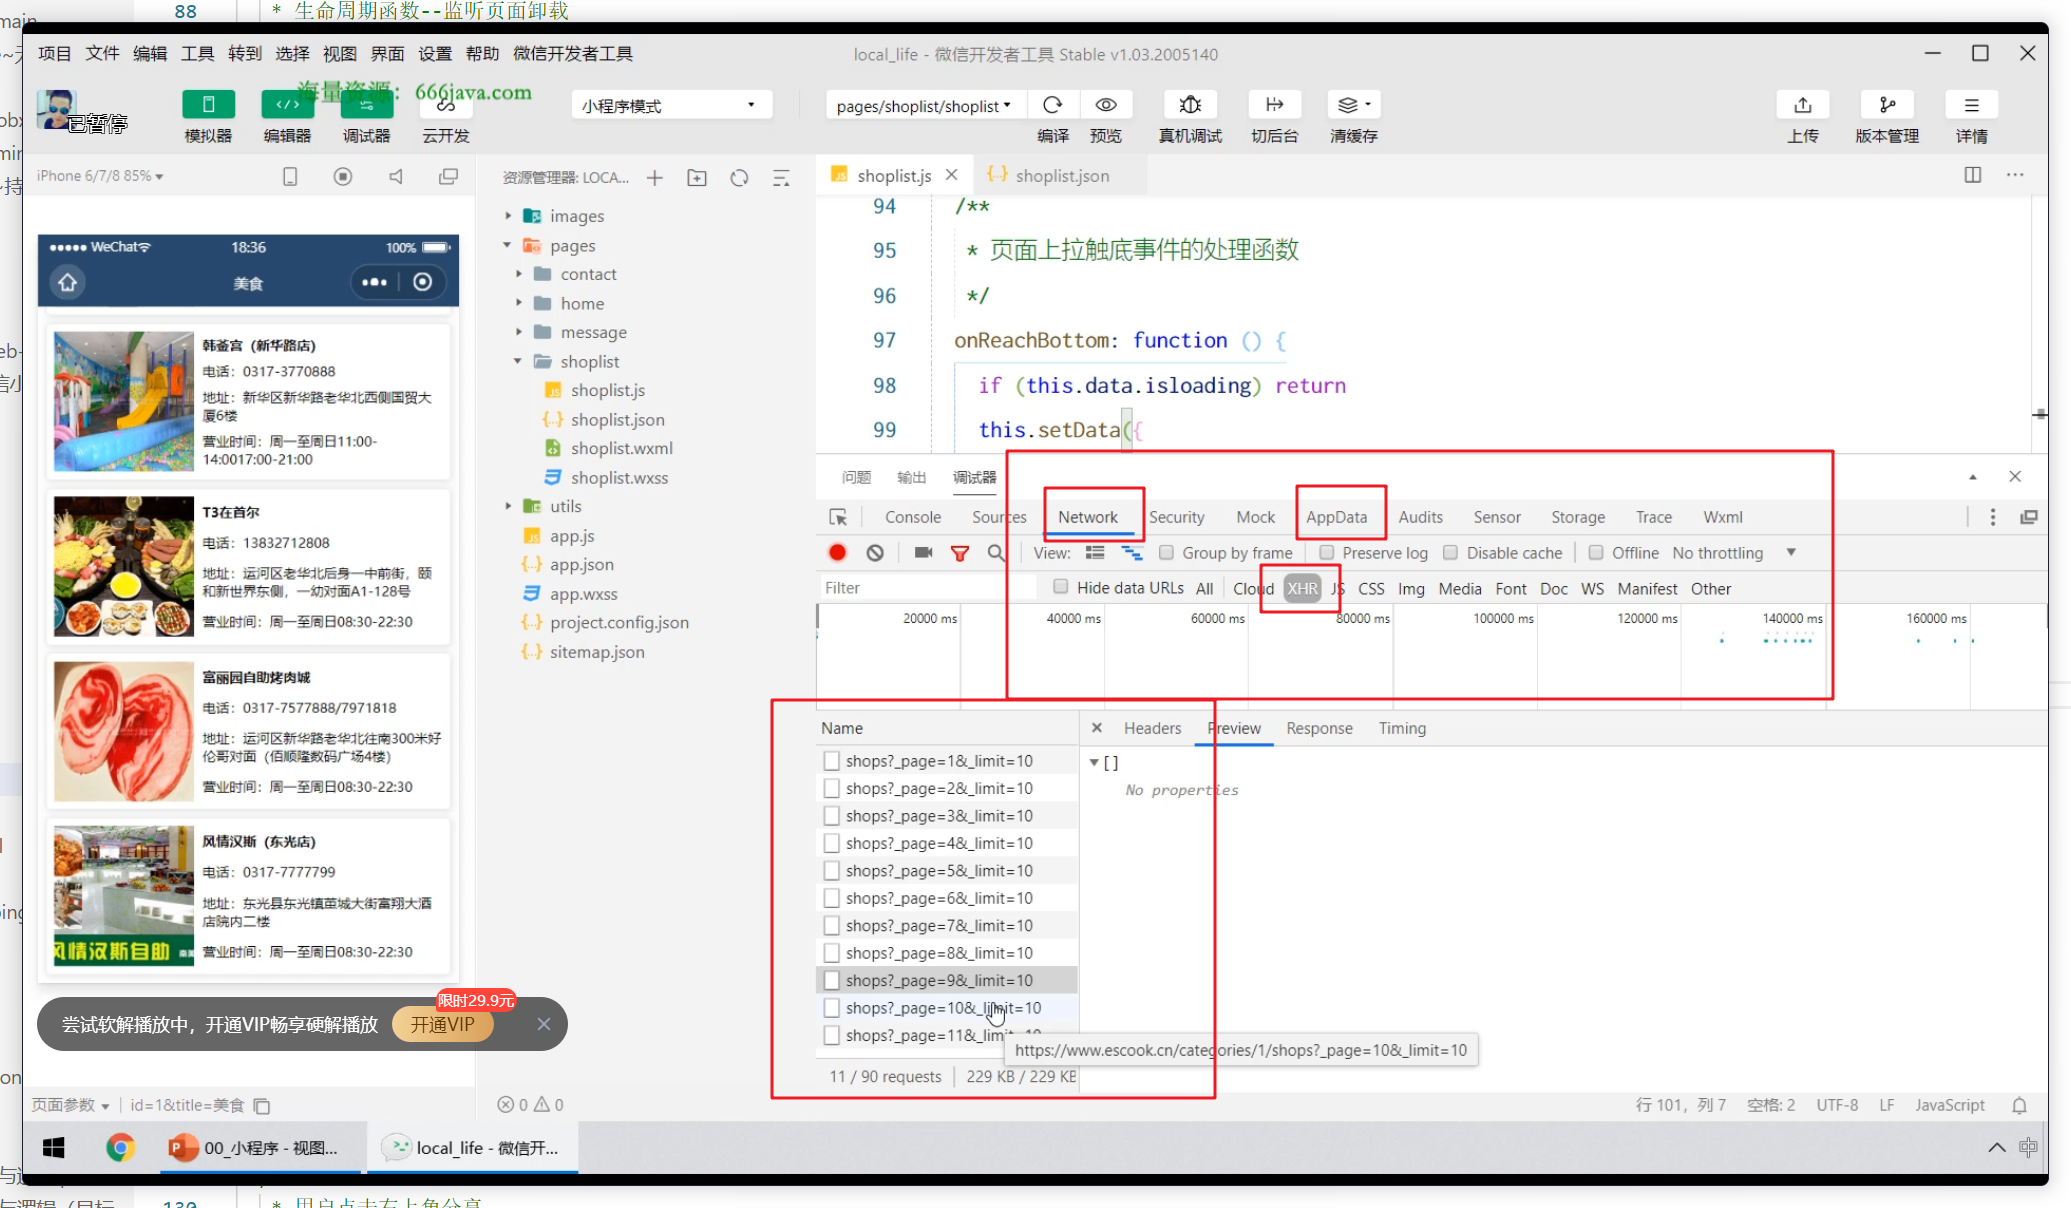 88 * 生命周期函数--监听页面卸载
项目 文件 编辑 工具 转到 选择 视图 界面 设置 帮助 微信开发者工具
local_life - 微信开发者工具 Stable v1.03.2005140
海量资源：666java.com
已暂停
模拟器 编辑器 调试器 云开发
小程序模式
pages/shoplist/shoplist
编译 预览 真机调试 切后台 清缓存
上传 版本管理 详情
iPhone 6/7/8 85%
WeChat 18:36 100%
美食
韩釜宫（新华路店）
电话：0317-3770888
地址：新华区新华路老华北西侧国贸大
厦6楼
营业时间：周一至周日11:00-
14:0017:00-21:00
T3在首尔
电话：13832712808
地址：运河区老华北后身一中前街，颐
和新世界东侧，一幼对面A1-128号
营业时间：周一至周日08:30-22:30
富丽园自助烤肉城
电话：0317-7577888/7971818
地址：运河区新华路老华北往南300米好
伦哥对面（佰顺隆数码广场4楼）
营业时间：周一至周日08:30-22:30
风情汉斯（东光店）
电话：0317-7777799
地址：东光县东光镇茧城大街富翔大酒
店院内二楼
营业时间：周一至周日08:30-22:30
风情汉斯自助
限时29.9元
尝试软解播放中，开通VIP畅享硬解播放 开通VIP
页面参数 id=1&title=美食
资源管理器: LOCA...
images
pages
contact
home
message
shoplist
shoplist.js
shoplist.json
shoplist.wxml
shoplist.wxss
utils
app.js
app.json
app.wxss
project.config.json
sitemap.json
0 0
shoplist.js shoplist.json
94 /**
95 * 页面上拉触底事件的处理函数
96 */
97 onReachBottom: function () {
98 if (this.data.isloading) return
99 this.setData({
问题 输出 调试器
Console Sources Network Security Mock AppData Audits Sensor Storage Trace Wxml
View: Group by frame Preserve log Disable cache Offline No throttling
Filter Hide data URLs All Cloud XHR JS CSS Img Media Font Doc WS Manifest Other
20000 ms 40000 ms 60000 ms 80000 ms 100000 ms 120000 ms 140000 ms 160000 ms
Name
shops?_page=1&_limit=10
shops?_page=2&_limit=10
shops?_page=3&_limit=10
shops?_page=4&_limit=10
shops?_page=5&_limit=10
shops?_page=6&_limit=10
shops?_page=7&_limit=10
shops?_page=8&_limit=10
shops?_page=9&_limit=10
shops?_page=10&_limit=10
shops?_page=11&_limit=10
11 / 90 requests 229 KB / 229 KB
Headers Preview Response Timing
[]
No properties
https://www.escook.cn/categories/1/shops?_page=10&_limit=10
行 101，列 7 空格: 2 UTF-8 LF JavaScript
00_小程序 - 视图... local_life - 微信开... 中